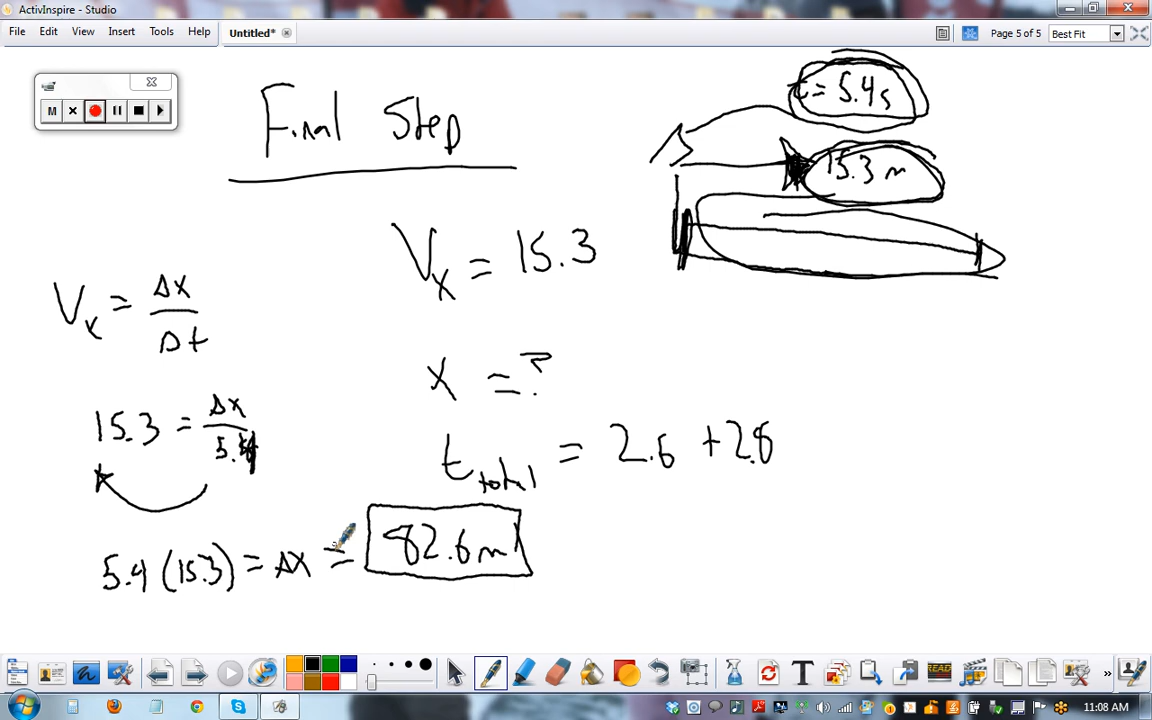 ActivInspire - Studio
File Edit View Insert Tools Help Untitled* Page 5 of 5 Best Fit
M
Final Step
t = 5.4s
15.3 m
Vx = 15.3
Vx = Δx
Δt
x = ?
15.3 = Δx
5.4
t total = 2.6 + 2.8
5.4 (15.3) = Δx = 82.6 m
T
READ
11:08 AM